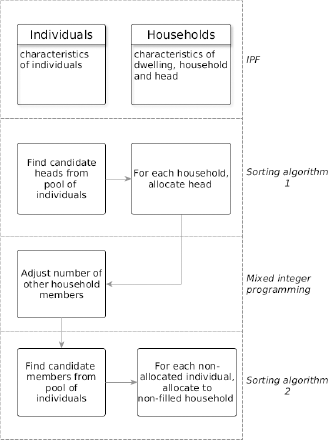 Individuals
characteristics
of individuals
Households
characteristics of
dwelling, household
and head
IPF
Find candidate
heads from
pool of
individuals
For each household,
allocate head
Sorting algorithm
1
Adjust number of
other household
members
Mixed integer
programming
Find candidate
members from
pool of
individuals
For each non-
allocated individual,
allocate to
non-filled household
Sorting algorithm
2